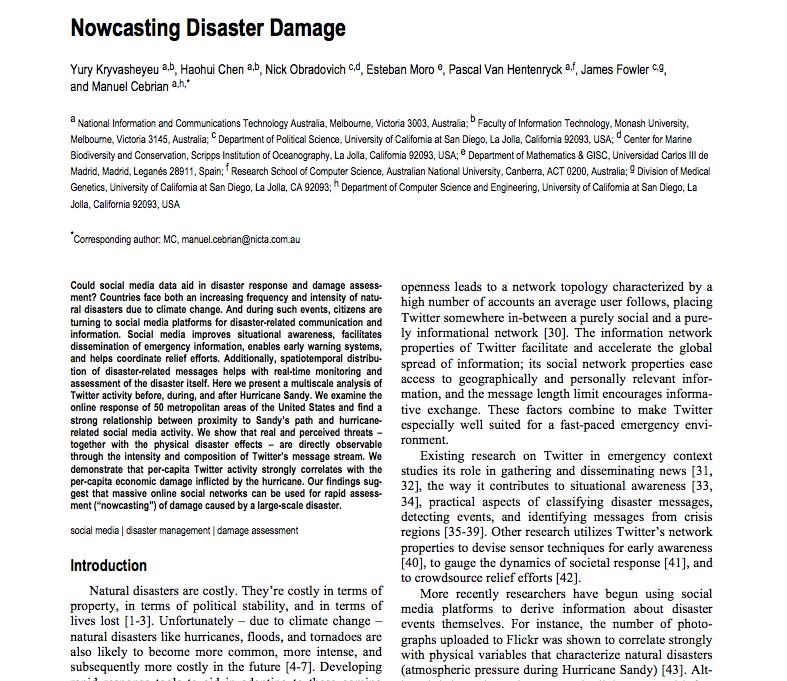 Nowcasting Disaster Damage
Yury Kryvasheyeu a,b, Haohui Chen a,b, Nick Obradovich c,d, Esteban Moro e, Pascal Van Hentenryck a,f, James Fowler c,g,
and Manuel Cebrian a,h,*
a National Information and Communications Technology Australia, Melbourne, Victoria 3003, Australia; b Faculty of Information Technology, Monash University,
Melbourne, Victoria 3145, Australia; c Department of Political Science, University of California at San Diego, La Jolla, California 92093, USA; d Center for Marine
Biodiversity and Conservation, Scripps Institution of Oceanography, La Jolla, California 92093, USA; e Department of Mathematics & GISC, Universidad Carlos III de
Madrid, Madrid, Leganés 28911, Spain; f Research School of Computer Science, Australian National University, Canberra, ACT 0200, Australia; g Division of Medical
Genetics, University of California at San Diego, La Jolla, CA 92093; h Department of Computer Science and Engineering, University of California at San Diego, La
Jolla, California 92093, USA
*Corresponding author: MC, manuel.cebrian@nicta.com.au
Could social media data aid in disaster response and damage assess-
ment? Countries face both an increasing frequency and intensity of natu-
ral disasters due to climate change. And during such events, citizens are
turning to social media platforms for disaster-related communication and
information. Social media improves situational awareness, facilitates
dissemination of emergency information, enables early warning systems,
and helps coordinate relief efforts. Additionally, spatiotemporal distribu-
tion of disaster-related messages helps with real-time monitoring and
assessment of the disaster itself. Here we present a multiscale analysis of
Twitter activity before, during, and after Hurricane Sandy. We examine the
online response of 50 metropolitan areas of the United States and find a
strong relationship between proximity to Sandy's path and hurricane-
related social media activity. We show that real and perceived threats –
together with the physical disaster effects – are directly observable
through the intensity and composition of Twitter's message stream. We
demonstrate that per-capita Twitter activity strongly correlates with the
per-capita economic damage inflicted by the hurricane. Our findings sug-
gest that massive online social networks can be used for rapid assess-
ment ("nowcasting") of damage caused by a large-scale disaster.
social media | disaster management | damage assessment
Introduction
Natural disasters are costly. They're costly in terms of
property, in terms of political stability, and in terms of
lives lost [1-3]. Unfortunately – due to climate change –
natural disasters like hurricanes, floods, and tornadoes are
also likely to become more common, more intense, and
subsequently more costly in the future [4-7]. Developing
openness leads to a network topology characterized by a
high number of accounts an average user follows, placing
Twitter somewhere in-between a purely social and a pure-
ly informational network [30]. The information network
properties of Twitter facilitate and accelerate the global
spread of information; its social network properties ease
access to geographically and personally relevant infor-
mation, and the message length limit encourages informa-
tive exchange. These factors combine to make Twitter
especially well suited for a fast-paced emergency envi-
ronment.
Existing research on Twitter in emergency context
studies its role in gathering and disseminating news [31,
32], the way it contributes to situational awareness [33,
34], practical aspects of classifying disaster messages,
detecting events, and identifying messages from crisis
regions [35-39]. Other research utilizes Twitter's network
properties to devise sensor techniques for early awareness
[40], to gauge the dynamics of societal response [41], and
to crowdsource relief efforts [42].
More recently researchers have begun using social
media platforms to derive information about disaster
events themselves. For instance, the number of photo-
graphs uploaded to Flickr was shown to correlate strongly
with physical variables that characterize natural disasters
(atmospheric pressure during Hurricane Sandy) [43]. Alt-